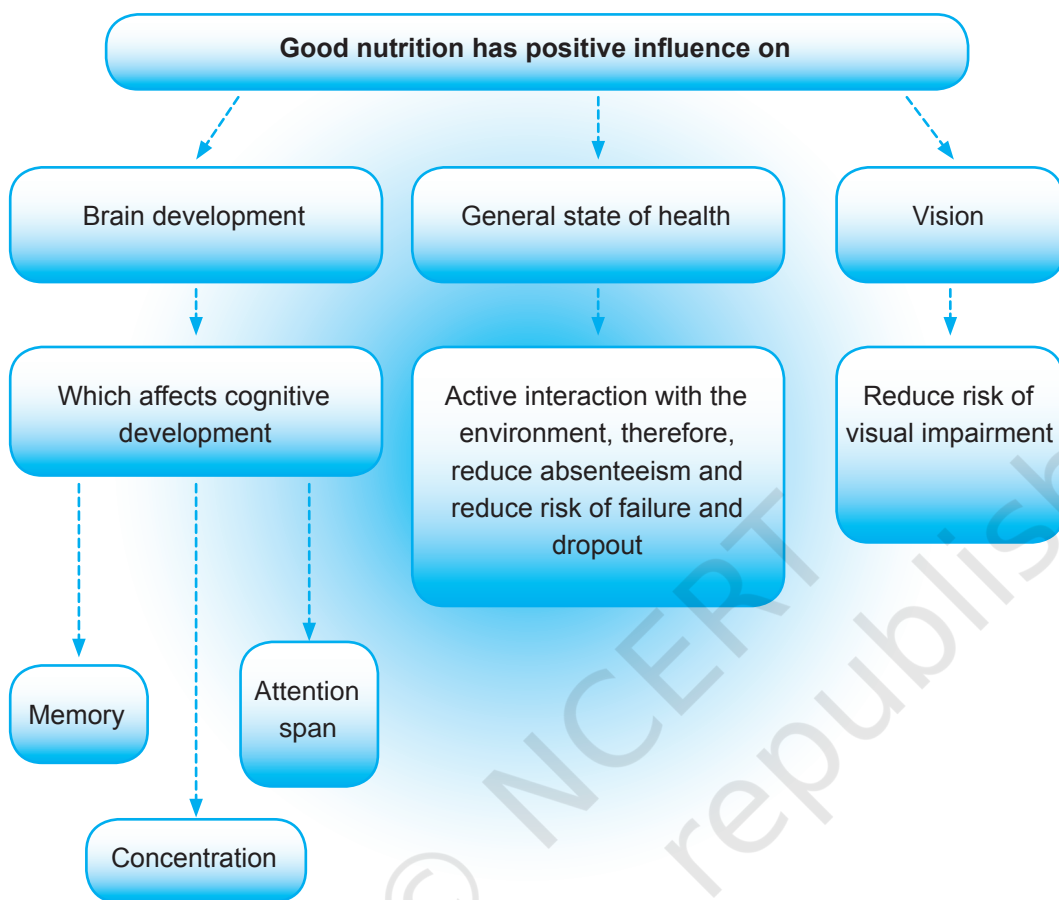 Good nutrition has positive influence on
Brain development
General state of health
Vision
Which affects cognitive
development
Active interaction with the
environment, therefore,
reduce absenteeism and
reduce risk of failure and
dropout
Reduce risk of
visual impairment
Memory
Attention
span
Concentration
© NCERT
republish